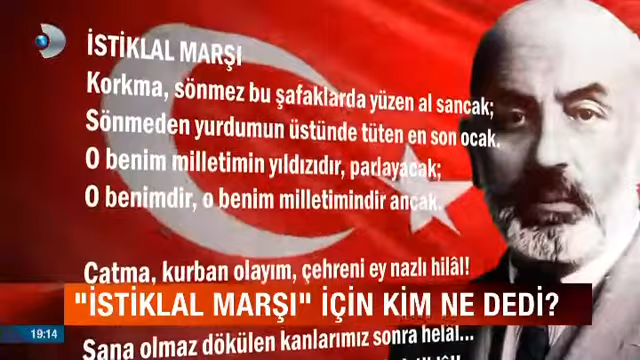 İSTİKLAL MARŞI
Korkma, sönmez bu şafaklarda yüzen al sancak;
Sönmeden yurdumun üstünde tüten en son ocak.
O benim milletimin yıldızıdır, parlayacak;
O benimdir, o benim milletimindir ancak.
Çatma, kurban olayım, çehreni ey nazlı hilâl!
"İSTİKLAL MARŞI" İÇİN KİM NE DEDİ?
19:14
Sana olmaz dökülen kanlarımız sonra helâl...